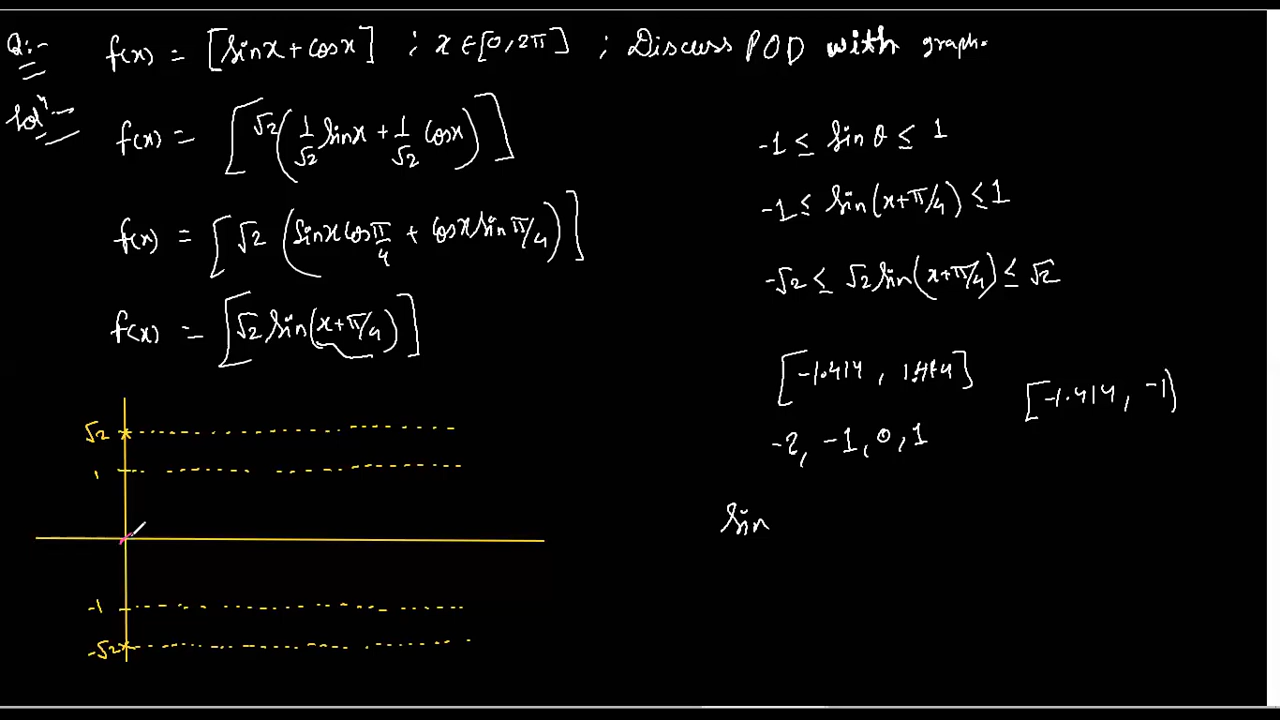 Q:- f(x) = [sinx + cosx] ; x ∈ [0, 2π] ; Discuss POD with graph.
Solⁿ:- f(x) = [√2 (1/√2 sinx + 1/√2 cosx)]
f(x) = [√2 (sinx cos π/4 + cosx sin π/4)]
f(x) = [√2 sin(x+π/4)]
-1 ≤ sin θ ≤ 1
-1 ≤ sin(x+π/4) ≤ 1
-√2 ≤ √2 sin(x+π/4) ≤ √2
[-1.414 , 1.414]
[-1.414, -1)
-2, -1, 0, 1
sin
√2
1
-1
-√2